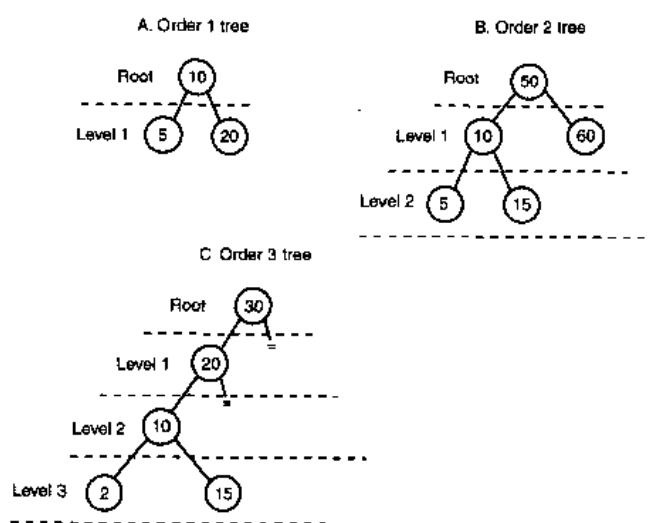 A. Order 1 tree
Root 10
Level 1 5 20
B. Order 2 tree
Root 50
Level 1 10 60
Level 2 5 15
C Order 3 tree
Root 30
Level 1 20
Level 2 10
Level 3 2 15